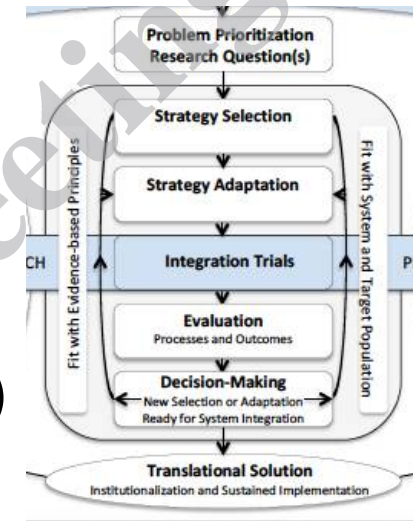 Problem Prioritization
Research Question(s)
Strategy Selection
Strategy Adaptation
Fit with Evidence-based Principles
Fit with System and Target Population
CH
Integration Trials
P
Evaluation
Processes and Outcomes
)
Decision-Making
New Selection or Adaptation
Ready for System Integration
Translational Solution
Institutionalization and Sustained Implementation